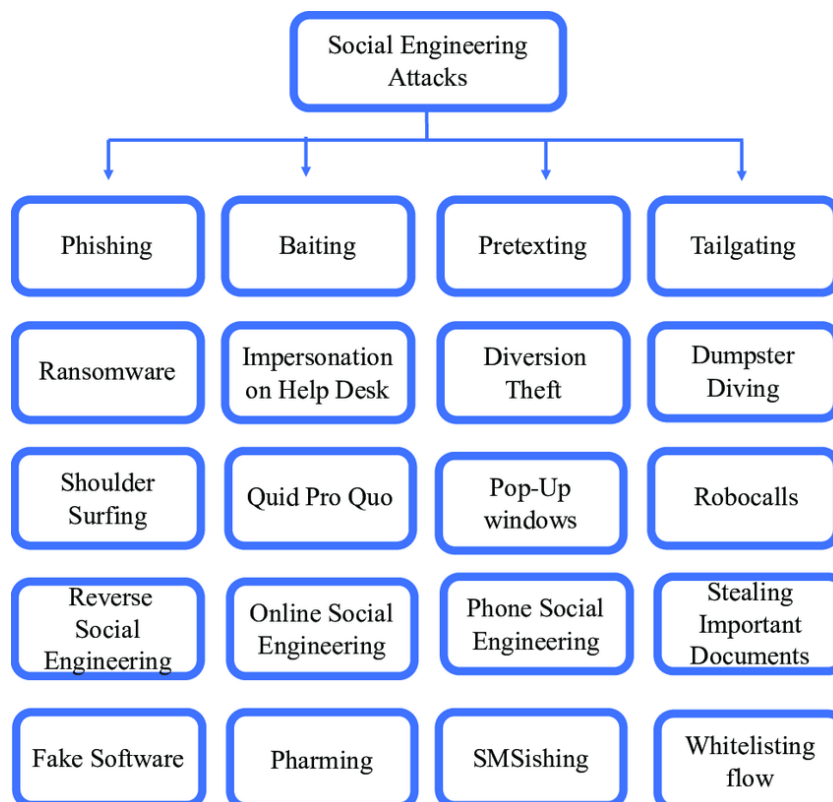 Social Engineering
Attacks
Phishing
Baiting
Pretexting
Tailgating
Ransomware
Impersonation
on Help Desk
Diversion
Theft
Dumpster
Diving
Shoulder
Surfing
Quid Pro Quo
Pop-Up
windows
Robocalls
Reverse
Social
Engineering
Online Social
Engineering
Phone Social
Engineering
Stealing
Important
Documents
Fake Software
Pharming
SMSishing
Whitelisting
flow